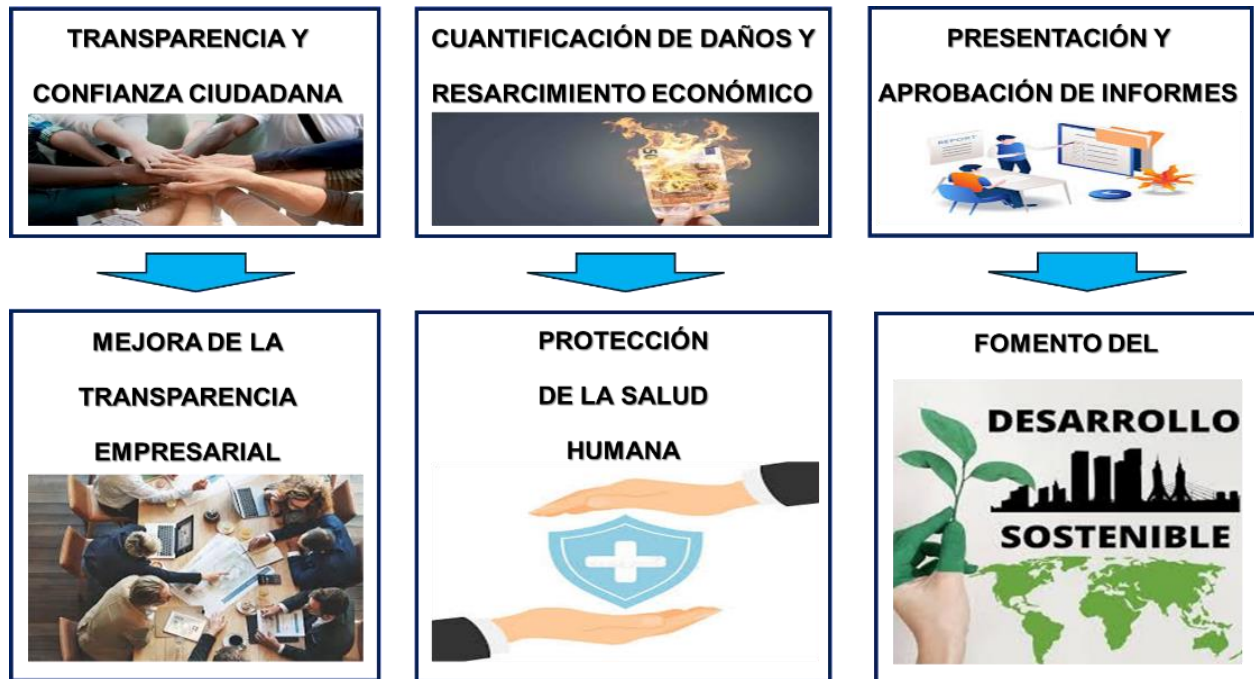 TRANSPARENCIA Y
CONFIANZA CIUDADANA
CUANTIFICACIÓN DE DAÑOS Y
RESARCIMIENTO ECONÓMICO
PRESENTACIÓN Y
APROBACIÓN DE INFORMES
REPORT
MEJORA DE LA
TRANSPARENCIA
EMPRESARIAL
PROTECCIÓN
DE LA SALUD
HUMANA
FOMENTO DEL
DESARROLLO
SOSTENIBLE